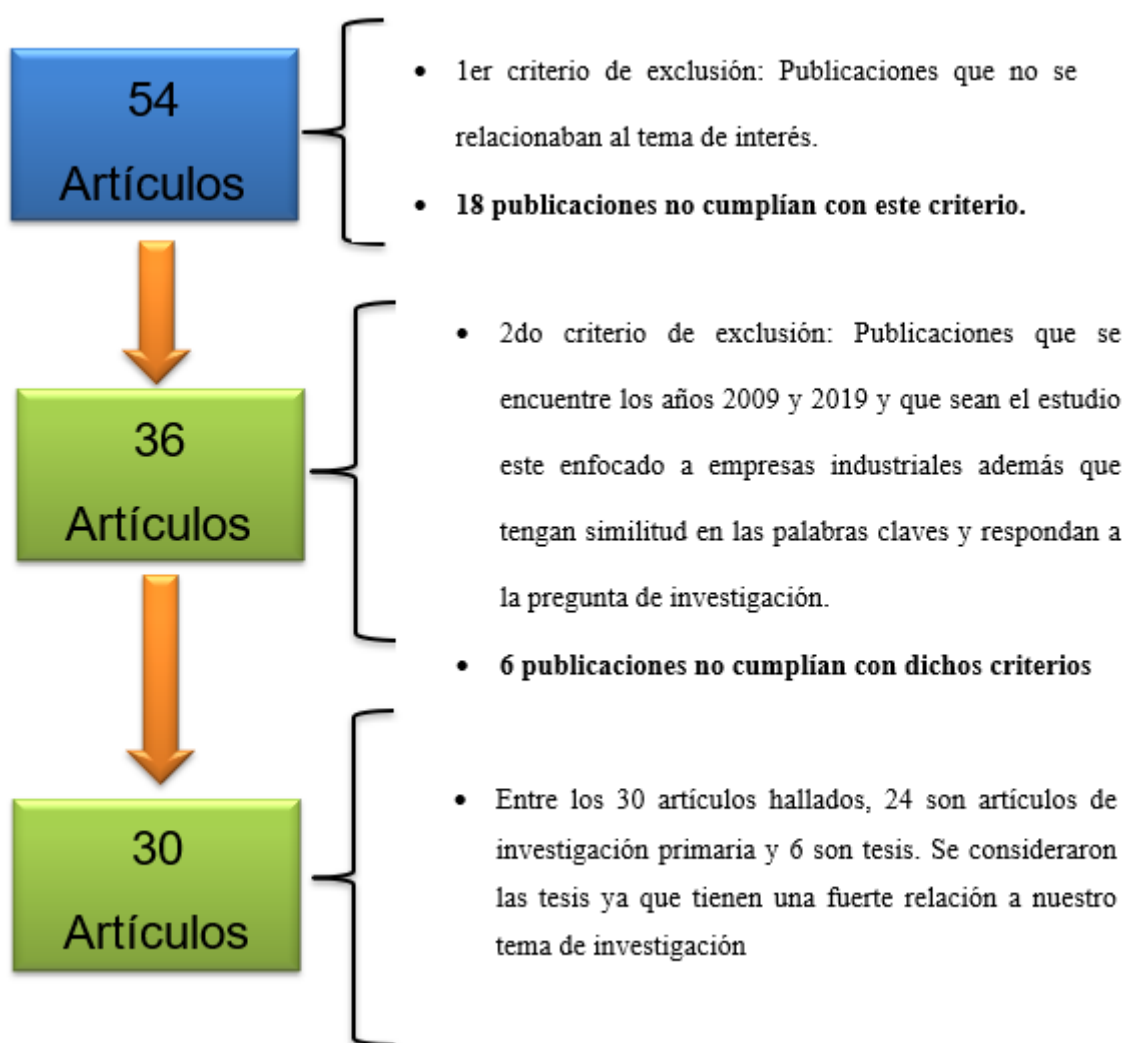 54
Artículos
• 1er criterio de exclusión: Publicaciones que no se
relacionaban al tema de interés.
• 18 publicaciones no cumplían con este criterio.
36
Artículos
• 2do criterio de exclusión: Publicaciones que se
encuentre los años 2009 y 2019 y que sean el estudio
este enfocado a empresas industriales además que
tengan similitud en las palabras claves y respondan a
la pregunta de investigación.
• 6 publicaciones no cumplían con dichos criterios
30
Artículos
• Entre los 30 artículos hallados, 24 son artículos de
investigación primaria y 6 son tesis. Se consideraron
las tesis ya que tienen una fuerte relación a nuestro
tema de investigación